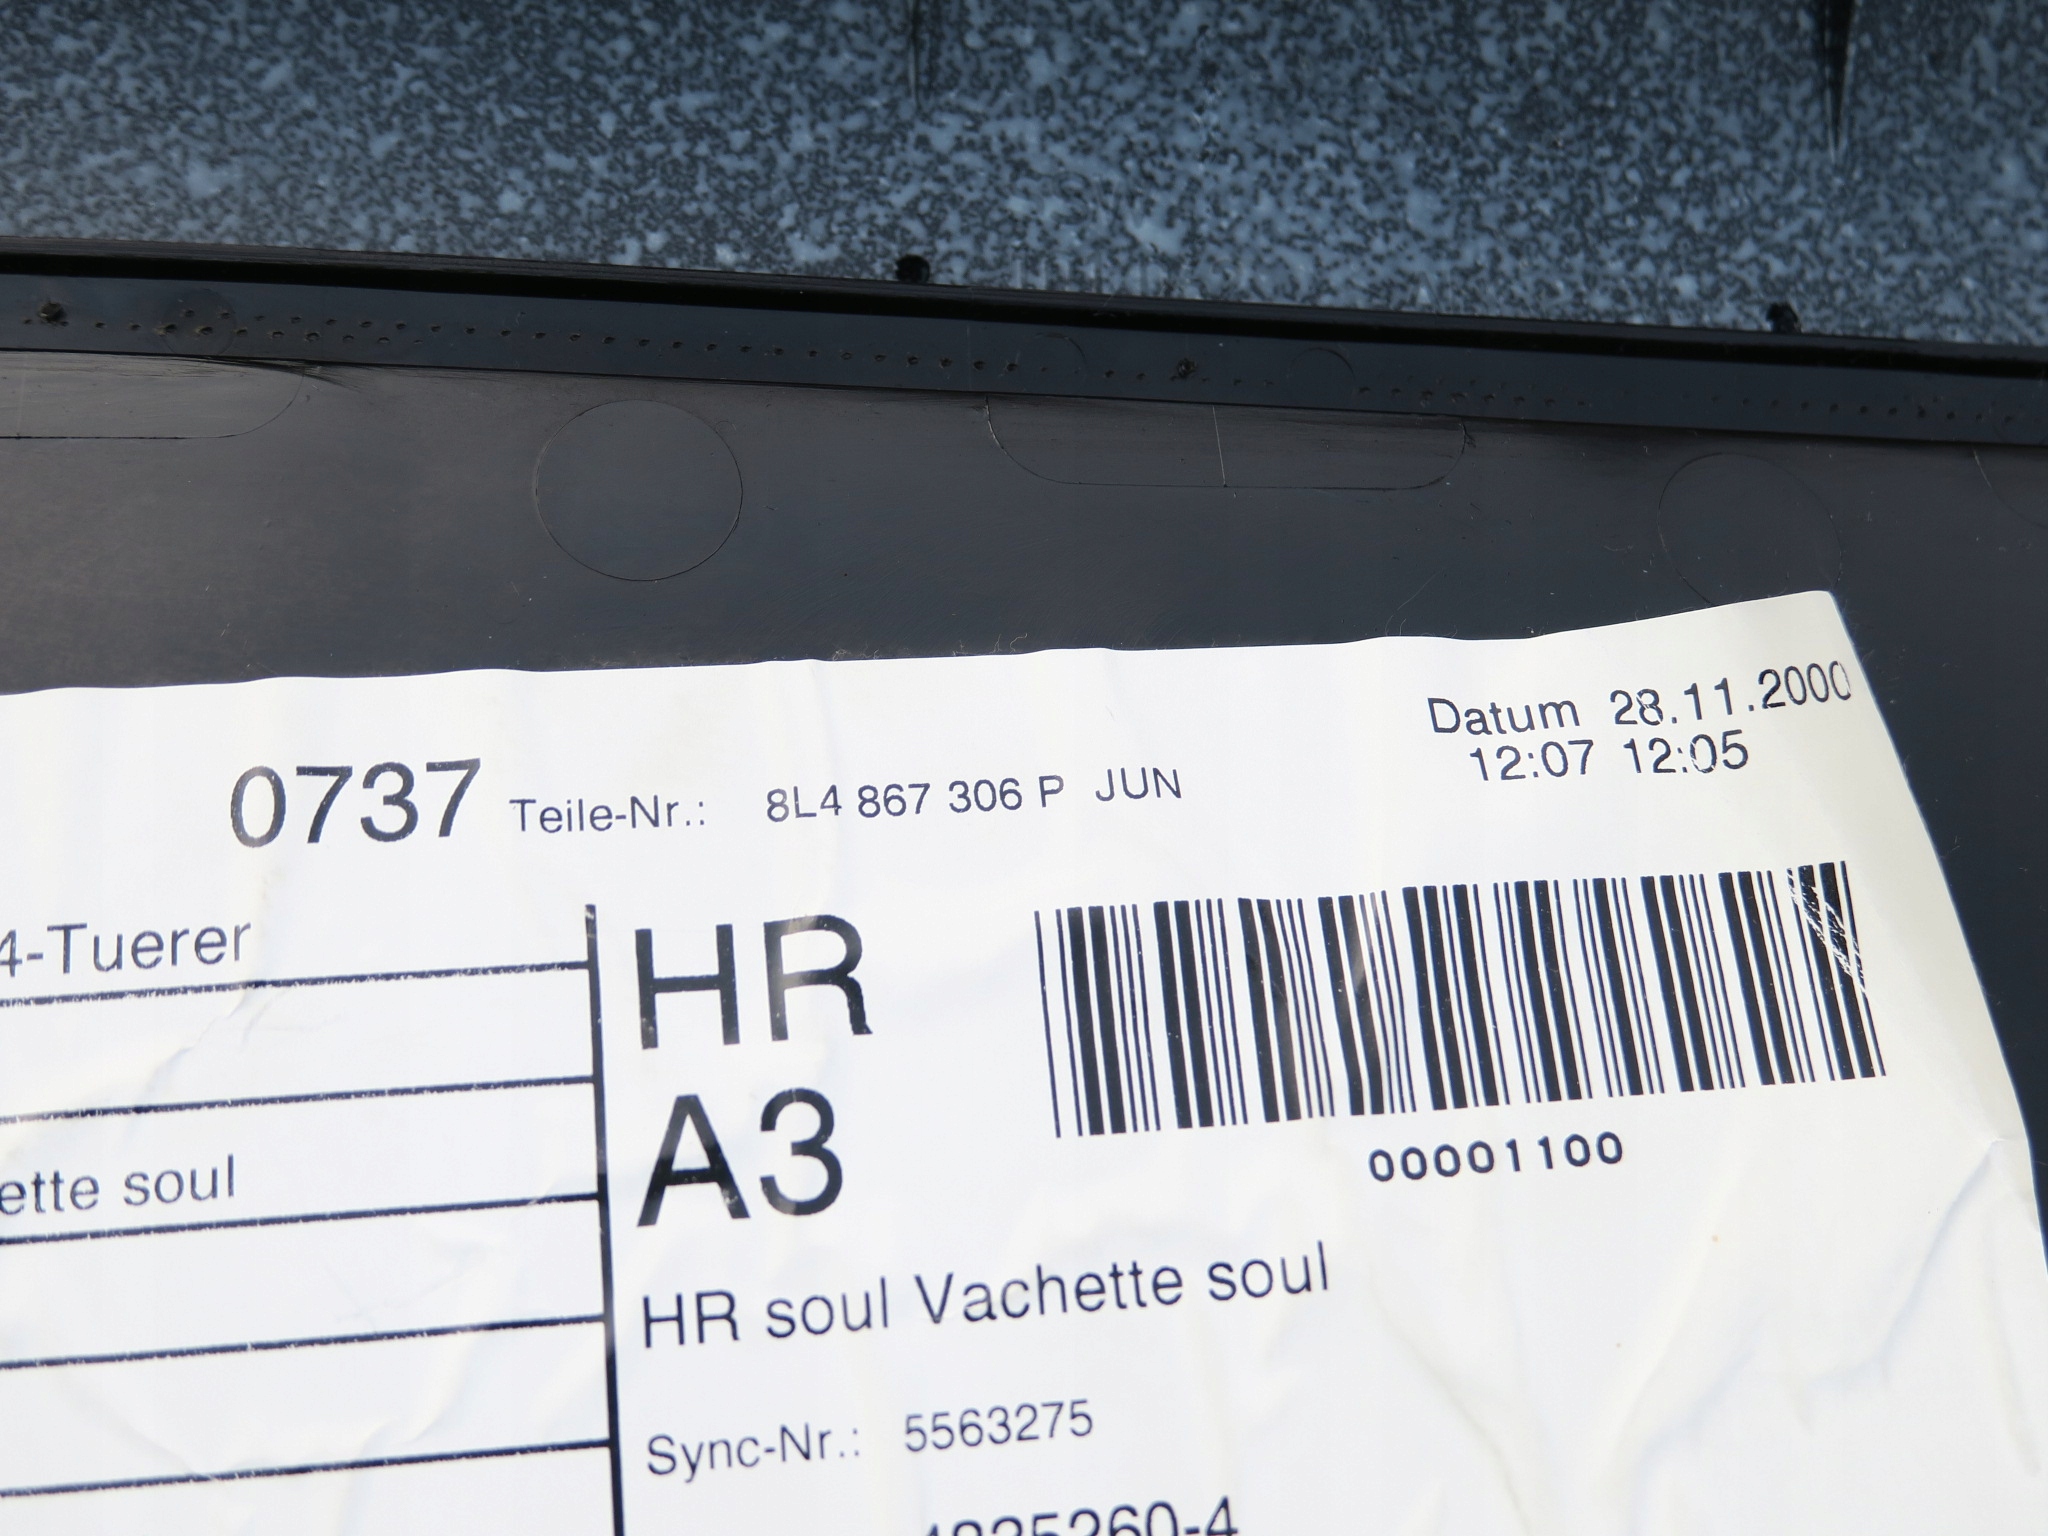 Datum 28.11.2000
12:07 12:05
0737 Teile-Nr.: 8L4 867 306 P JUN
4-Tuerer
HR
A3
00001100
ette soul
HR soul Vachette soul
Sync-Nr.: 5563275